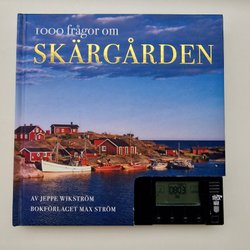 1000 frågor om
SKÄRGÅRDEN
AV JEPPE WIKSTRÖM
BOKFÖRLAGET MAX STRÖM